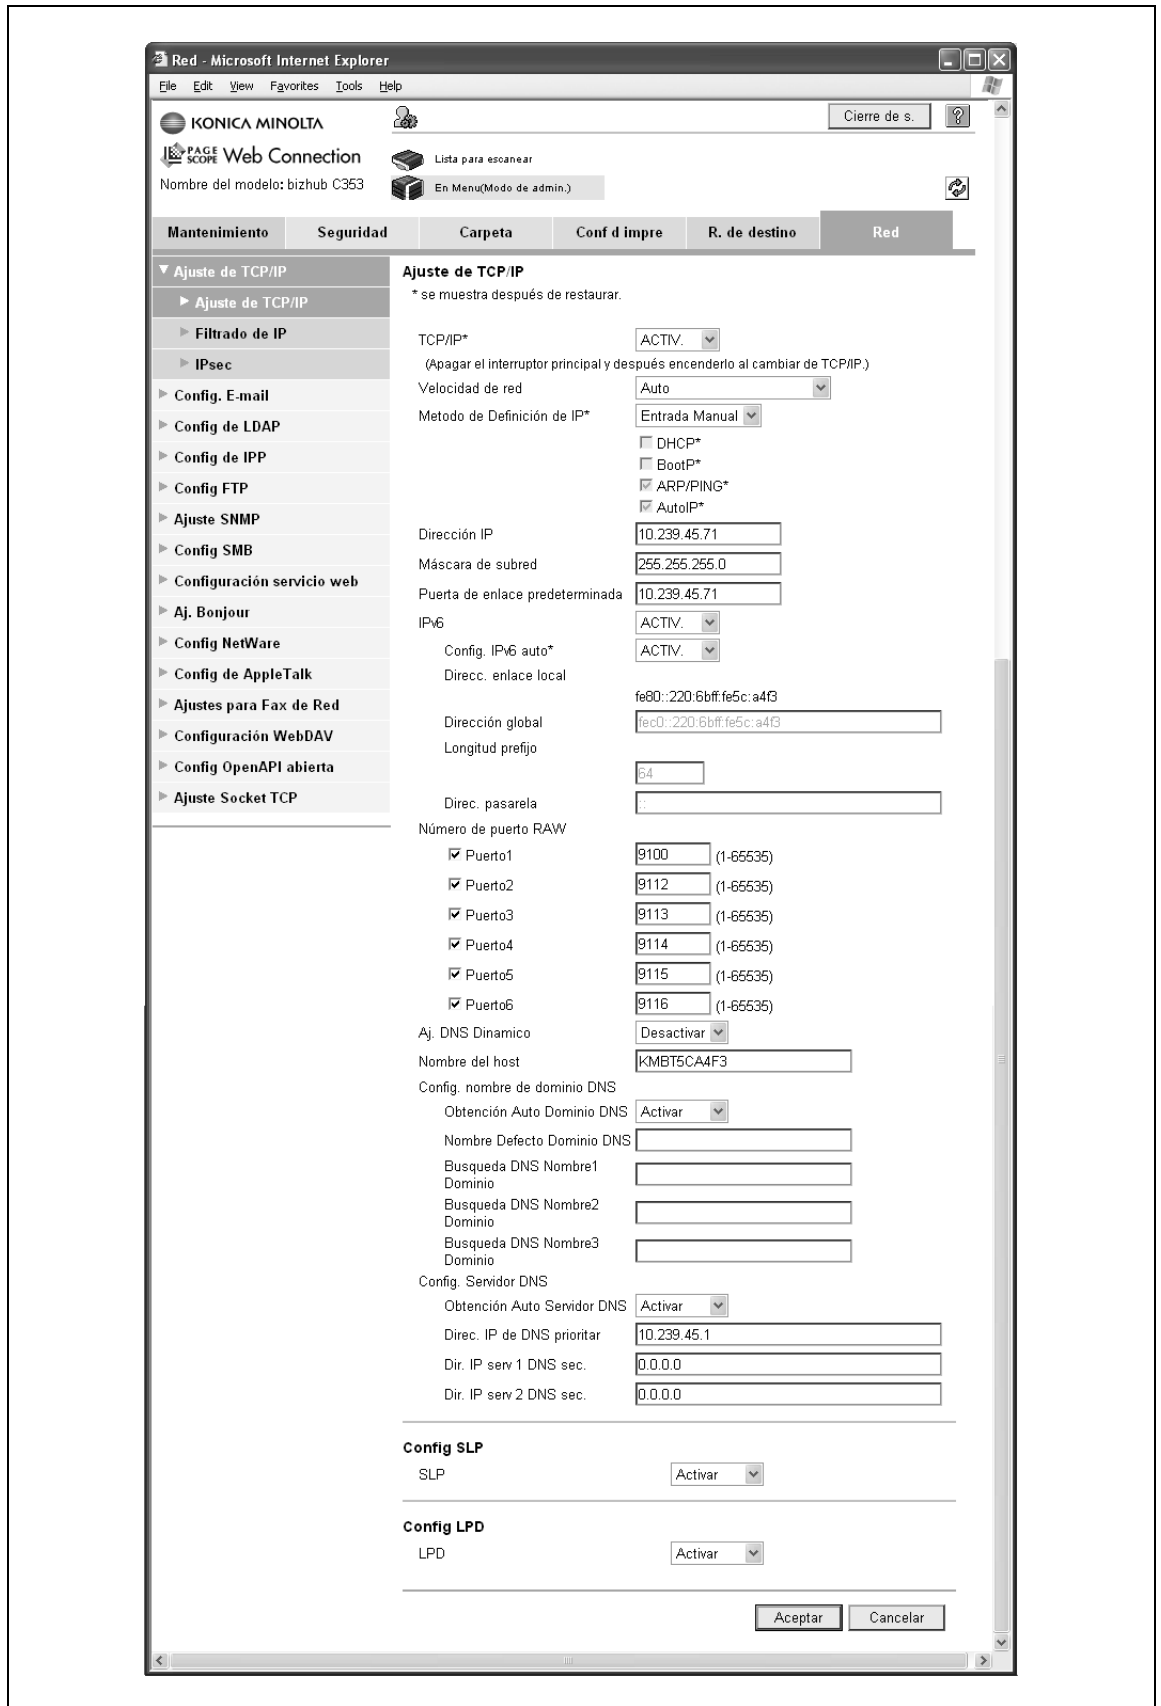 Red - Microsoft Internet Explorer
File Edit View Favorites Tools Help
KONICA MINOLTA
Cierre de s.
?
PAGE SCOPE Web Connection
Lista para escanear
Nombre del modelo: bizhub C353
En Menu(Modo de admin.)
Mantenimiento Seguridad Carpeta Conf d impre R. de destino Red
Ajuste de TCP/IP
Ajuste de TCP/IP
Filtrado de IP
IPsec
Config. E-mail
Config de LDAP
Config de IPP
Config FTP
Ajuste SNMP
Config SMB
Configuración servicio web
Aj. Bonjour
Config NetWare
Config de AppleTalk
Ajustes para Fax de Red
Configuración WebDAV
Config OpenAPI abierta
Ajuste Socket TCP
Ajuste de TCP/IP
* se muestra después de restaurar.
TCP/IP* ACTIV.
(Apagar el interruptor principal y después encenderlo al cambiar de TCP/IP.)
Velocidad de red Auto
Metodo de Definición de IP* Entrada Manual
DHCP*
BootP*
ARP/PING*
AutoIP*
Dirección IP 10.239.45.71
Máscara de subred 255.255.255.0
Puerta de enlace predeterminada 10.239.45.71
IPv6 ACTIV.
Config. IPv6 auto* ACTIV.
Direcc. enlace local
fe80::220:6bff:fe5c:a4f3
Dirección global fec0::220:6bff:fe5c:a4f3
Longitud prefijo
64
Direc. pasarela ::
Número de puerto RAW
Puerto1 9100 (1-65535)
Puerto2 9112 (1-65535)
Puerto3 9113 (1-65535)
Puerto4 9114 (1-65535)
Puerto5 9115 (1-65535)
Puerto6 9116 (1-65535)
Aj. DNS Dinamico Desactivar
Nombre del host KMBT5CA4F3
Config. nombre de dominio DNS
Obtención Auto Dominio DNS Activar
Nombre Defecto Dominio DNS
Busqueda DNS Nombre1
Dominio
Busqueda DNS Nombre2
Dominio
Busqueda DNS Nombre3
Dominio
Config. Servidor DNS
Obtención Auto Servidor DNS Activar
Direc. IP de DNS prioritar 10.239.45.1
Dir. IP serv 1 DNS sec. 0.0.0.0
Dir. IP serv 2 DNS sec. 0.0.0.0
Config SLP
SLP Activar
Config LPD
LPD Activar
Aceptar Cancelar